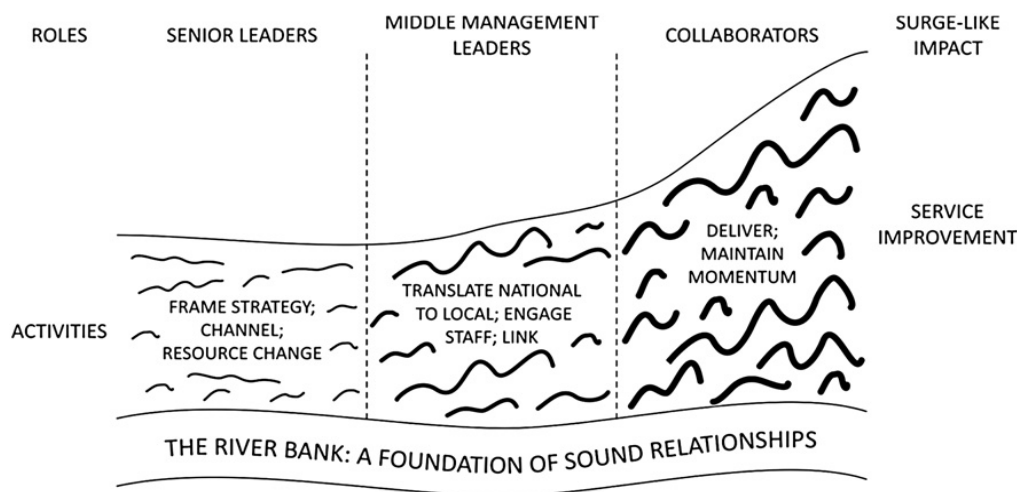 ROLES
SENIOR LEADERS
MIDDLE MANAGEMENT
LEADERS
COLLABORATORS
SURGE-LIKE
IMPACT
ACTIVITIES
FRAME STRATEGY;
CHANNEL;
RESOURCE CHANGE
TRANSLATE NATIONAL
TO LOCAL; ENGAGE
STAFF; LINK
DELIVER;
MAINTAIN
MOMENTUM
SERVICE
IMPROVEMENT
THE RIVER BANK: A FOUNDATION OF SOUND RELATIONSHIPS